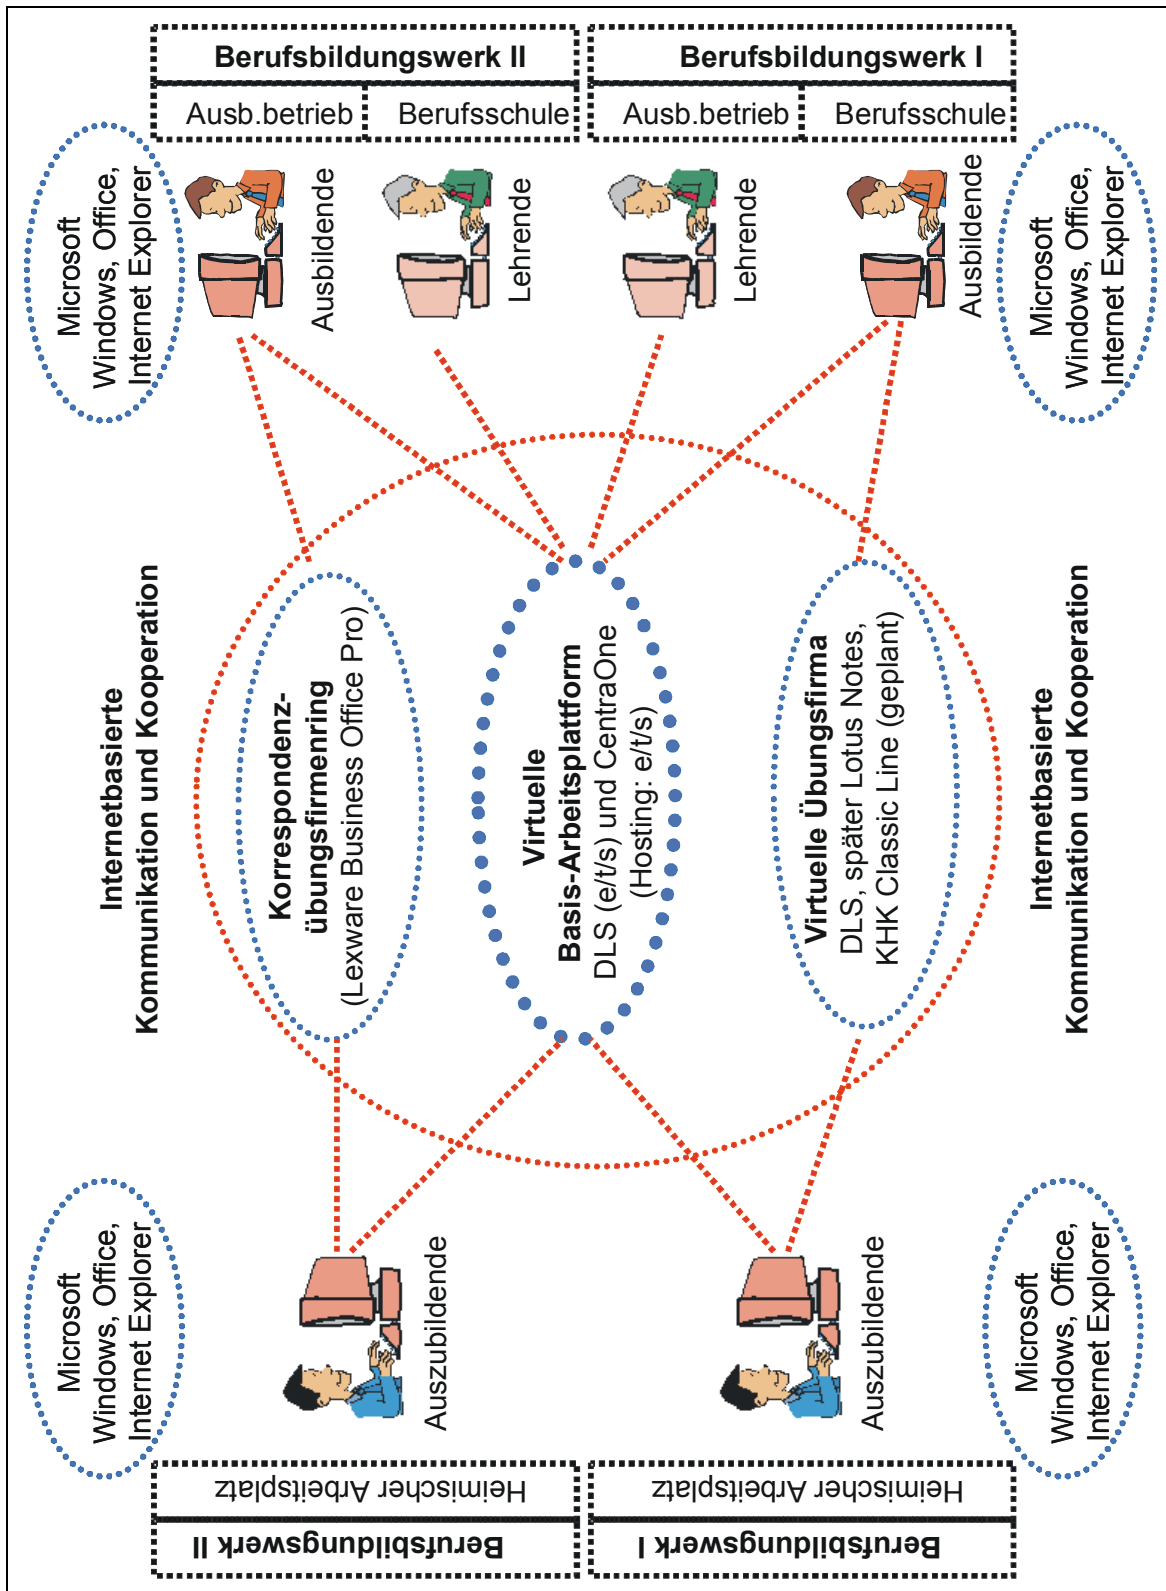 Berufsbildungswerk II
Ausb.betrieb
Berufsschule
Berufsbildungswerk I
Ausb.betrieb
Berufsschule
Microsoft
Windows, Office,
Internet Explorer
Ausbildende
Lehrende
Lehrende
Ausbildende
Microsoft
Windows, Office,
Internet Explorer
Internetbasierte
Kommunikation und Kooperation
Korrespondenz-
übungsfirmenring
(Lexware Business Office Pro)
Virtuelle
Basis-Arbeitsplattform
DLS (e/t/s) und CentraOne
(Hosting: e/t/s)
Virtuelle Übungsfirma
DLS, später Lotus Notes,
KHK Classic Line (geplant)
Internetbasierte
Kommunikation und Kooperation
Microsoft
Windows, Office,
Internet Explorer
Auszubildende
Auszubildende
Microsoft
Windows, Office,
Internet Explorer
Heimischer Arbeitsplatz
Berufsbildungswerk II
Heimischer Arbeitsplatz
Berufsbildungswerk I